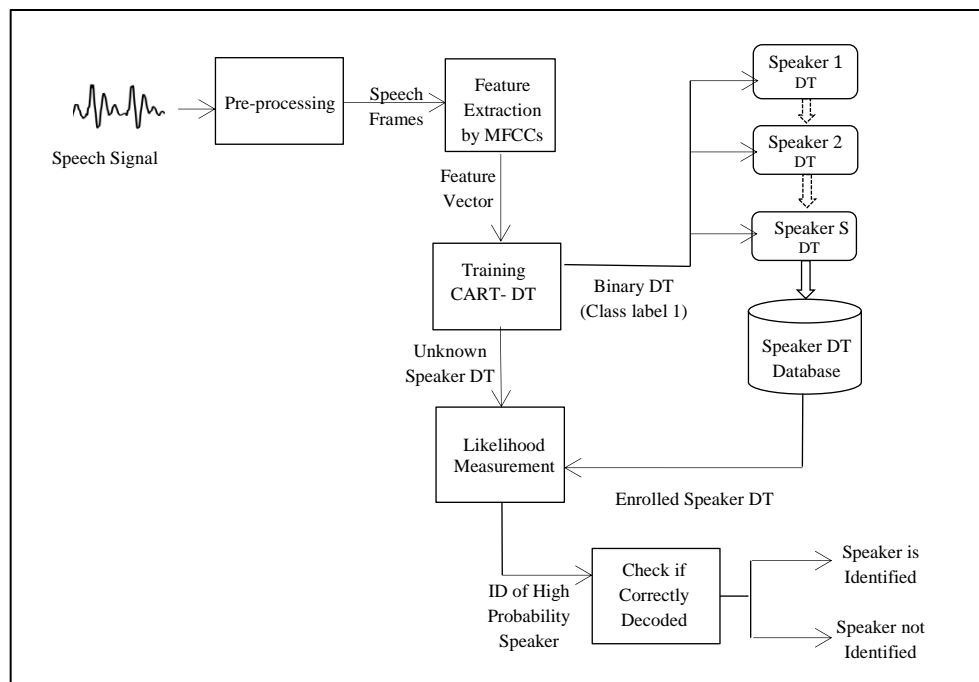 Speech Signal
Pre-processing
Speech
Frames
Feature
Extraction
by MFCCs
Feature
Vector
Training
CART- DT
Binary DT
(Class label 1)
Speaker 1
DT
Speaker 2
DT
Speaker S
DT
Speaker DT
Database
Unknown
Speaker DT
Likelihood
Measurement
Enrolled Speaker DT
ID of High
Probability
Speaker
Check if
Correctly
Decoded
Speaker is
Identified
Speaker not
Identified